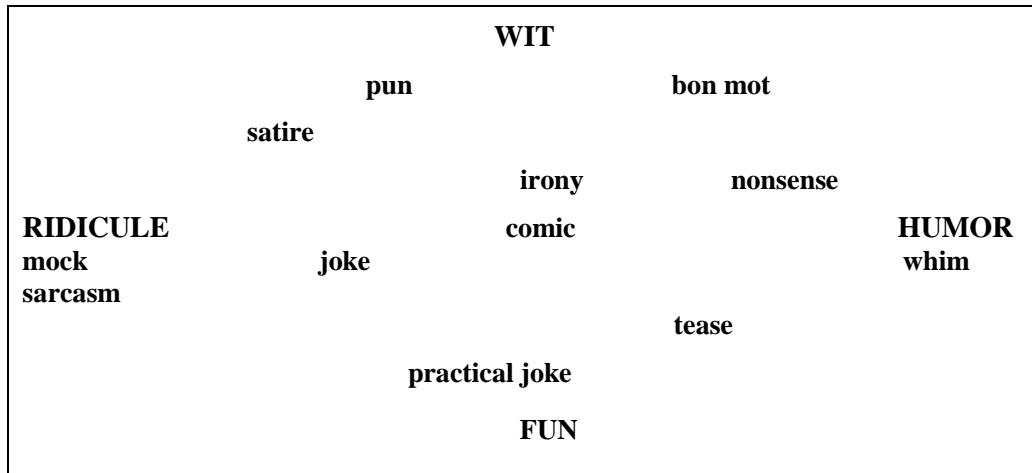 WIT
pun bon mot
satire
irony nonsense
RIDICULE comic HUMOR
mock joke whim
sarcasm
tease
practical joke
FUN